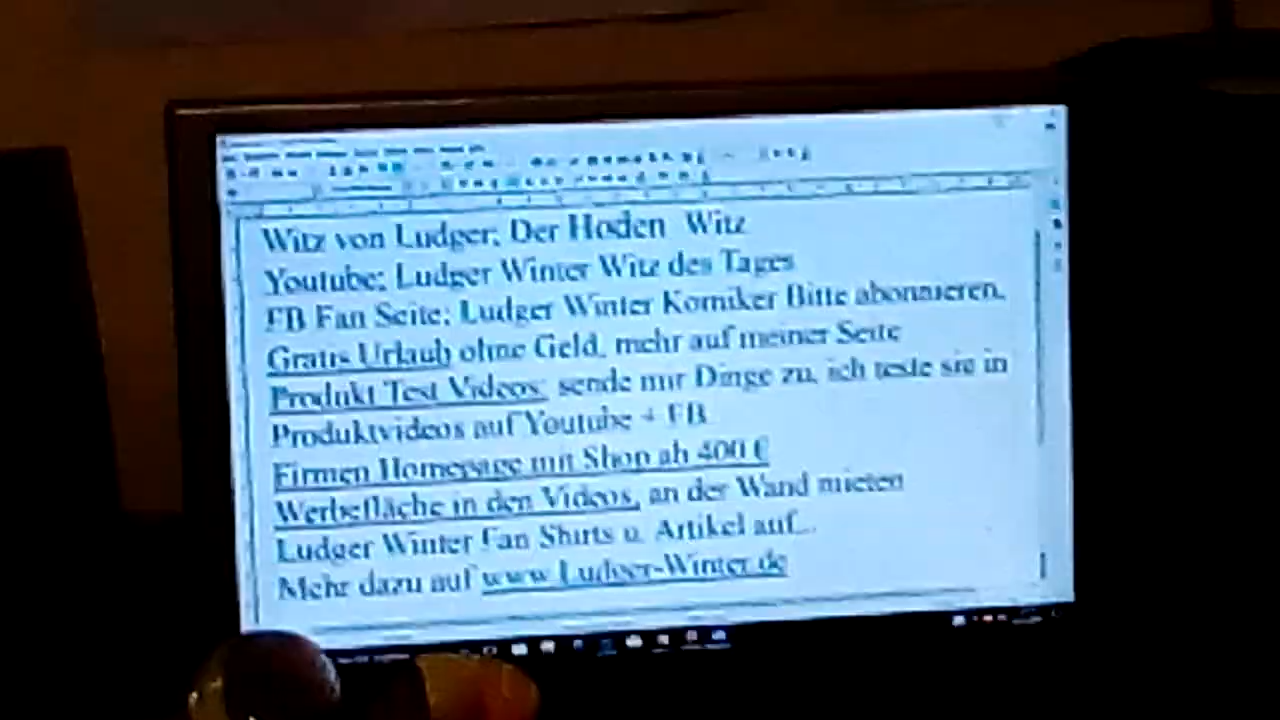 Witz von Ludger: Der Hoden Witz
Youtube: Ludger Winter Witz des Tages
FB Fan Seite: Ludger Winter Komiker Bitte abonnieren.
Gratis Urlaub ohne Geld, mehr auf meiner Seite
Produkt Test Videos: sende mir Dinge zu, ich teste sie in
Produktvideos auf Youtube + FB
Firmen Homepage mit Shop ab 400 €
Werbefläche in den Videos, an der Wand mieten
Ludger Winter Fan Shirts u. Artikel auf...
Mehr dazu auf www.Ludger-Winter.de